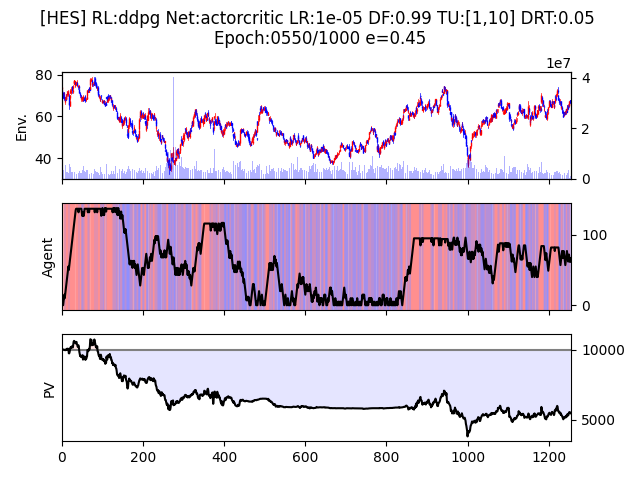 [HES] RL:ddpg Net:actorcritic LR:1e-05 DF:0.99 TU:[1,10] DRT:0.05
Epoch:0550/1000 e=0.45
1e7
80
60
40
Env.
4
2
0
Agent
100
0
PV
10000
5000
0
200
400
600
800
1000
1200